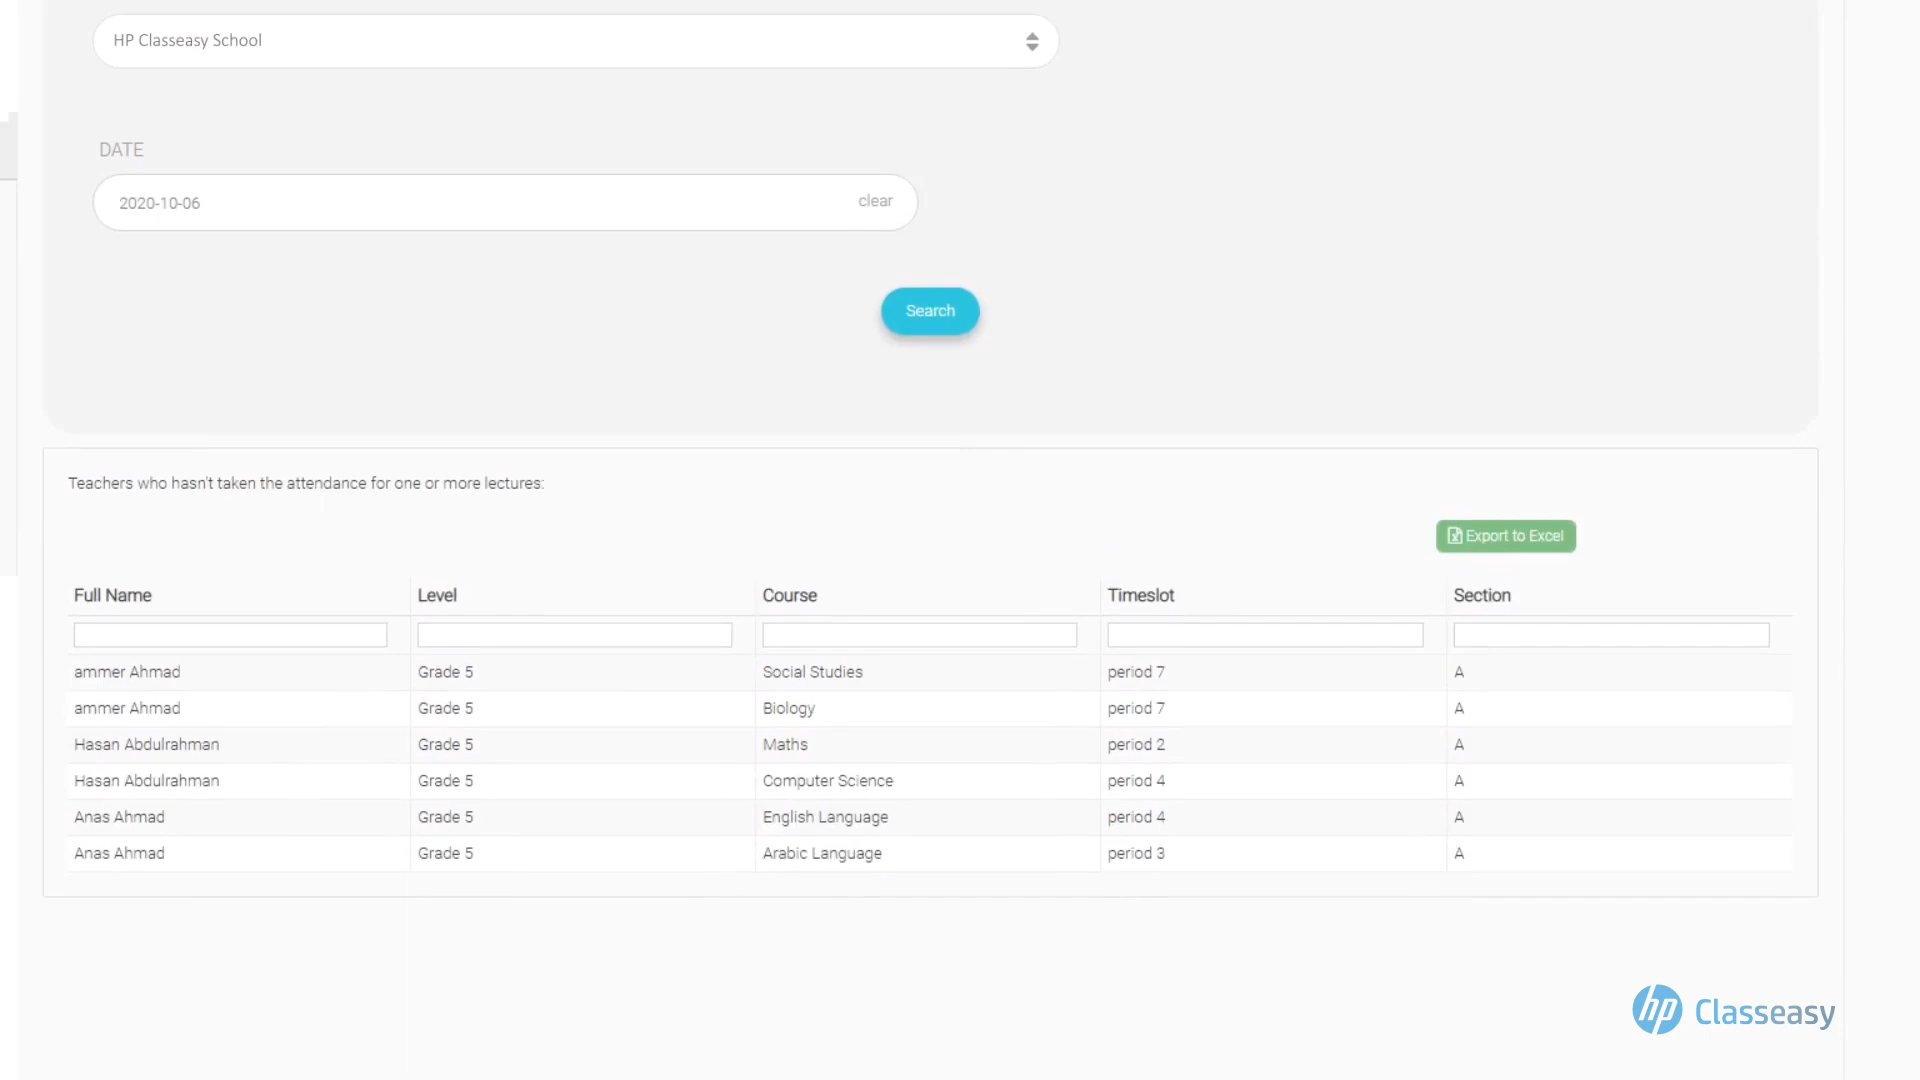 HP Classeasy School
DATE
2020-10-06 clear
Search
Teachers who hasn't taken the attendance for one or more lectures:
Export to Excel
Full Name Level Course Timeslot Section
ammer Ahmad Grade 5 Social Studies period 7 A
ammer Ahmad Grade 5 Biology period 7 A
Hasan Abdulrahman Grade 5 Maths period 2 A
Hasan Abdulrahman Grade 5 Computer Science period 4 A
Anas Ahmad Grade 5 English Language period 4 A
Anas Ahmad Grade 5 Arabic Language period 3 A
hp Classeasy